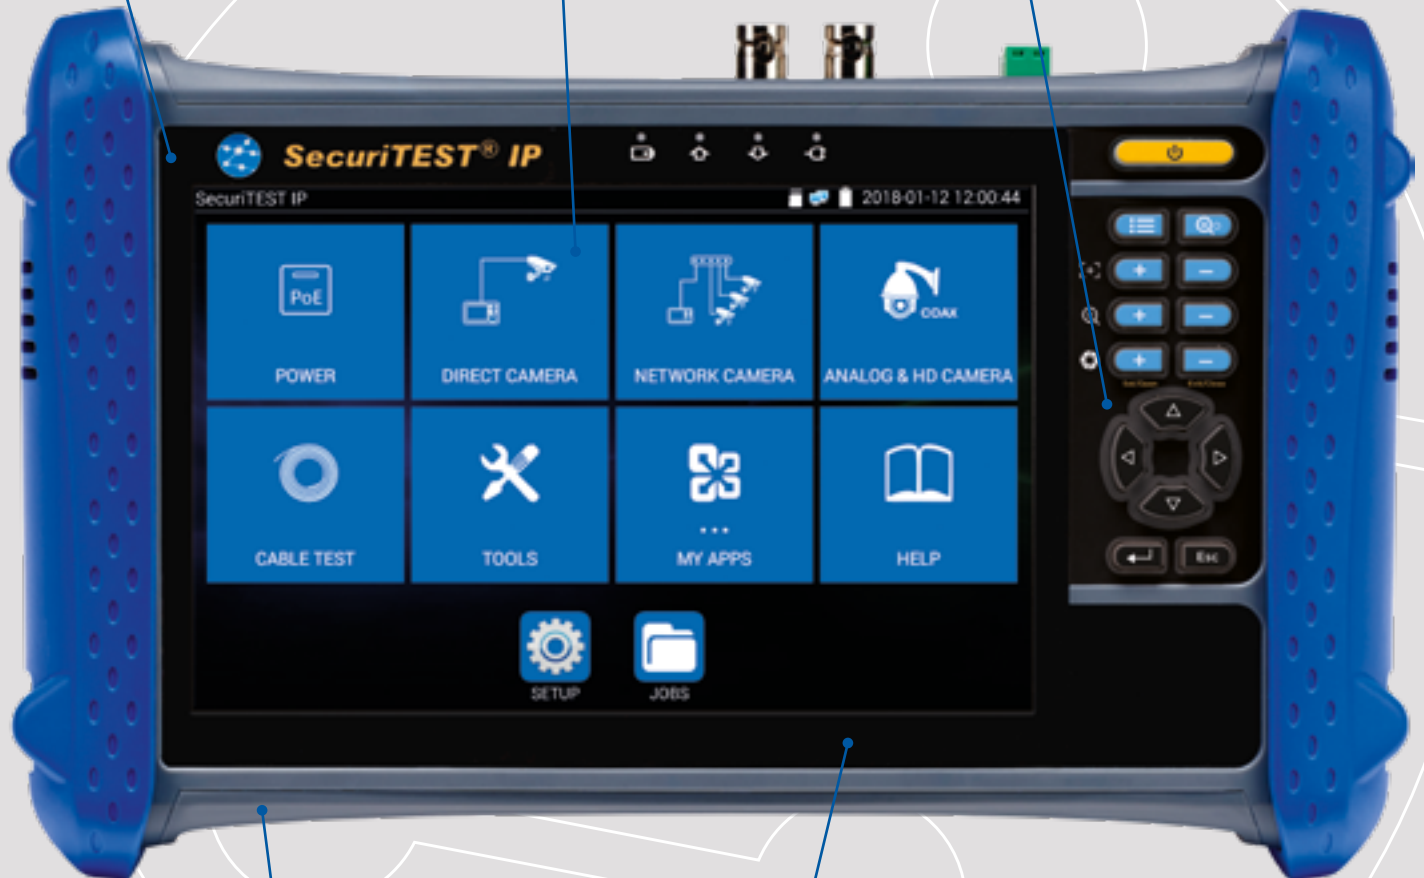 SecuriTEST® IP
SecuriTEST IP
2018-01-12 12:00:44
PoE
POWER
DIRECT CAMERA
NETWORK CAMERA
COAX
ANALOG & HD CAMERA
CABLE TEST
TOOLS
MY APPS
HELP
SETUP
JOBS
Esc